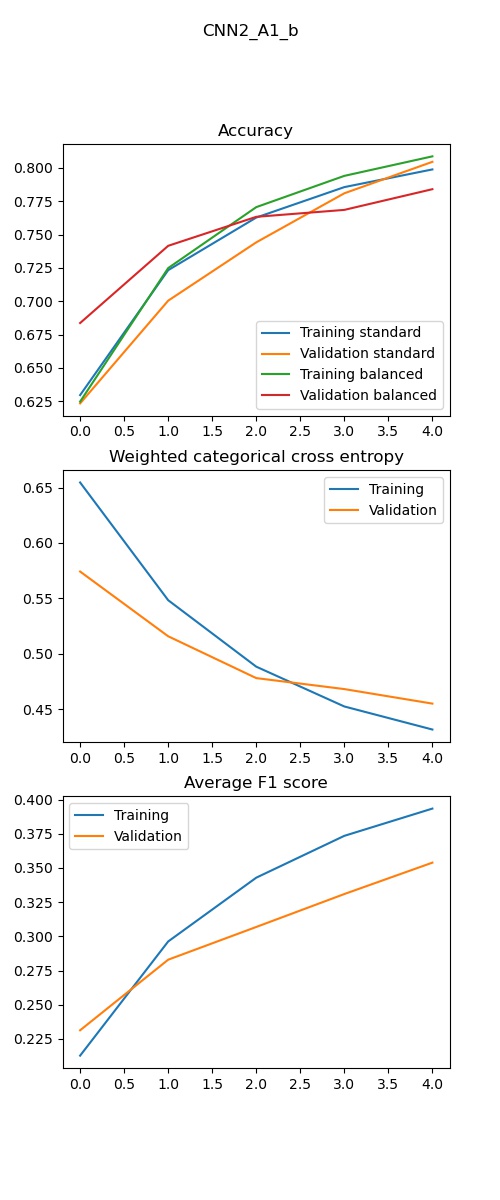 CNN2_A1_b
Accuracy
0.800
0.775
0.750
0.725
0.700
0.675
0.650
0.625
Training standard
Validation standard
Training balanced
Validation balanced
0.0 0.5 1.0 1.5 2.0 2.5 3.0 3.5 4.0
Weighted categorical cross entropy
0.65
0.60
0.55
0.50
0.45
Training
Validation
0.0 0.5 1.0 1.5 2.0 2.5 3.0 3.5 4.0
Average F1 score
0.400
0.375
0.350
0.325
0.300
0.275
0.250
0.225
Training
Validation
0.0 0.5 1.0 1.5 2.0 2.5 3.0 3.5 4.0